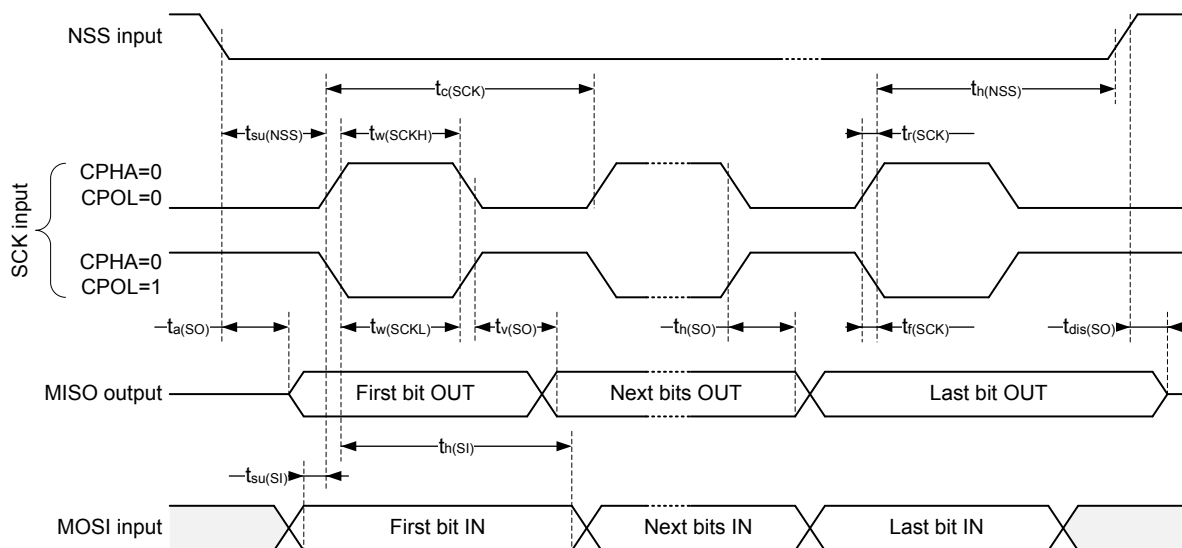 NSS input
tc(SCK)
th(NSS)
tsu(NSS)
tw(SCKH)
tr(SCK)
SCK input
CPHA=0
CPOL=0
CPHA=0
CPOL=1
ta(SO)
tw(SCKL)
tv(SO)
th(SO)
tf(SCK)
tdis(SO)
MISO output
First bit OUT
Next bits OUT
Last bit OUT
th(SI)
tsu(SI)
MOSI input
First bit IN
Next bits IN
Last bit IN